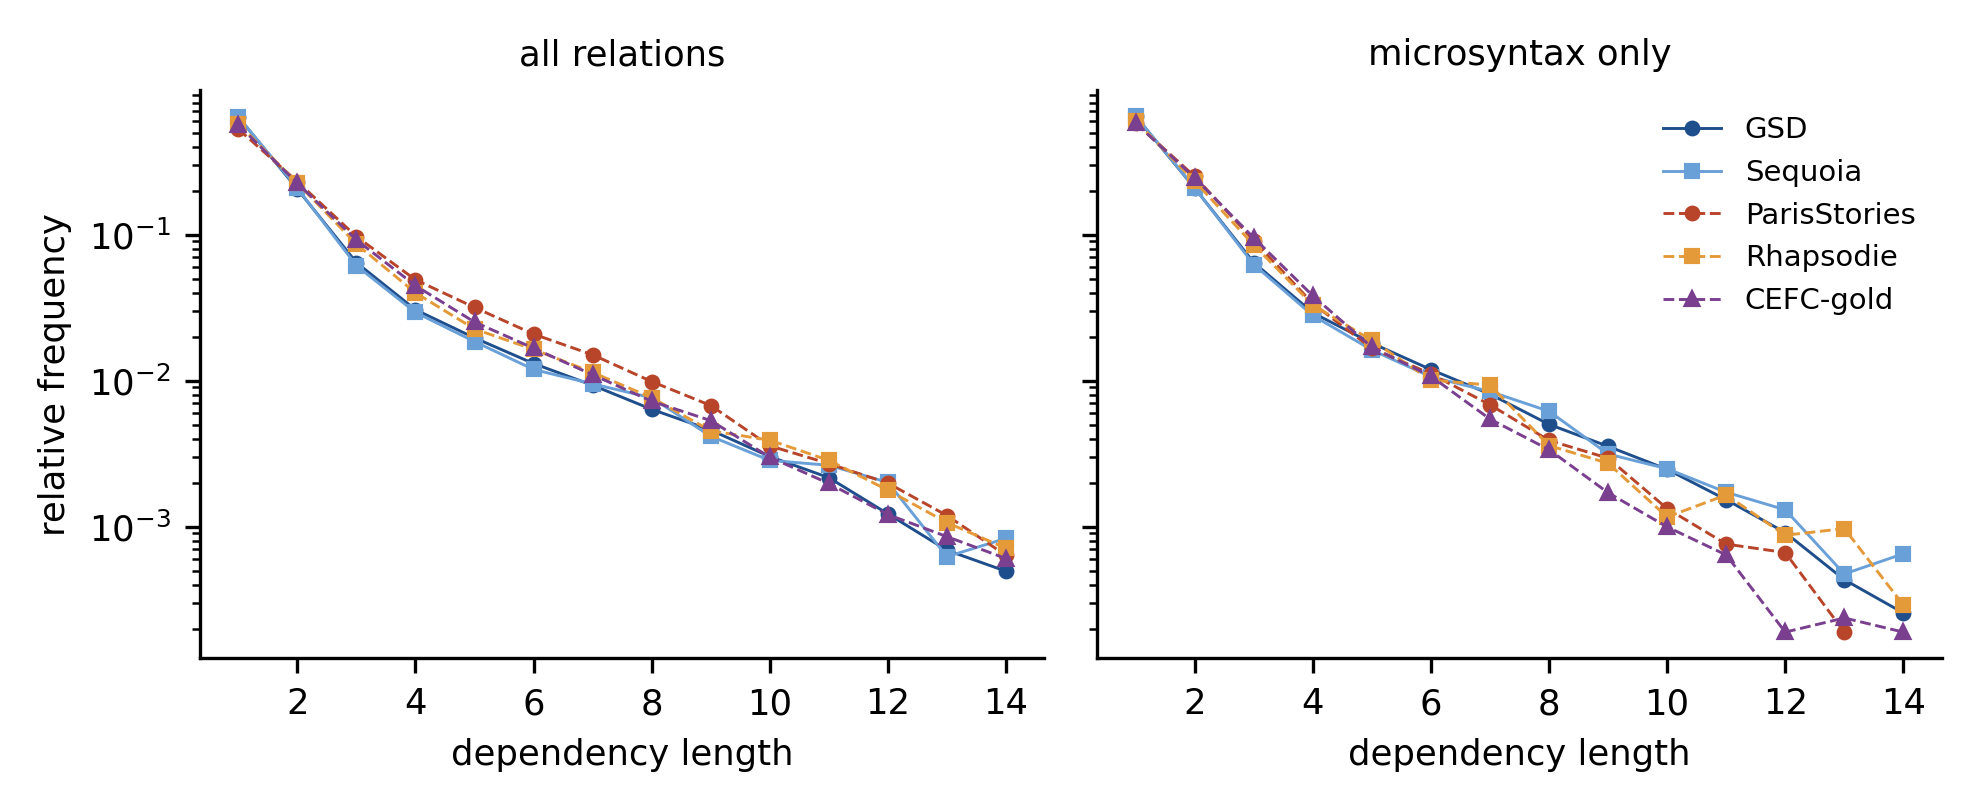 all relations
microsyntax only
relative frequency
10⁻¹
10⁻²
10⁻³
2 4 6 8 10 12 14
dependency length
GSD
Sequoia
ParisStories
Rhapsodie
CEFC-gold
2 4 6 8 10 12 14
dependency length